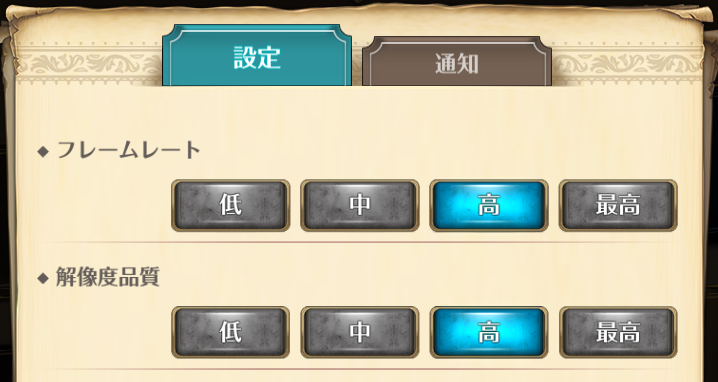 設定 通知
フレームレート
低 中 高 最高
解像度品質
低 中 高 最高